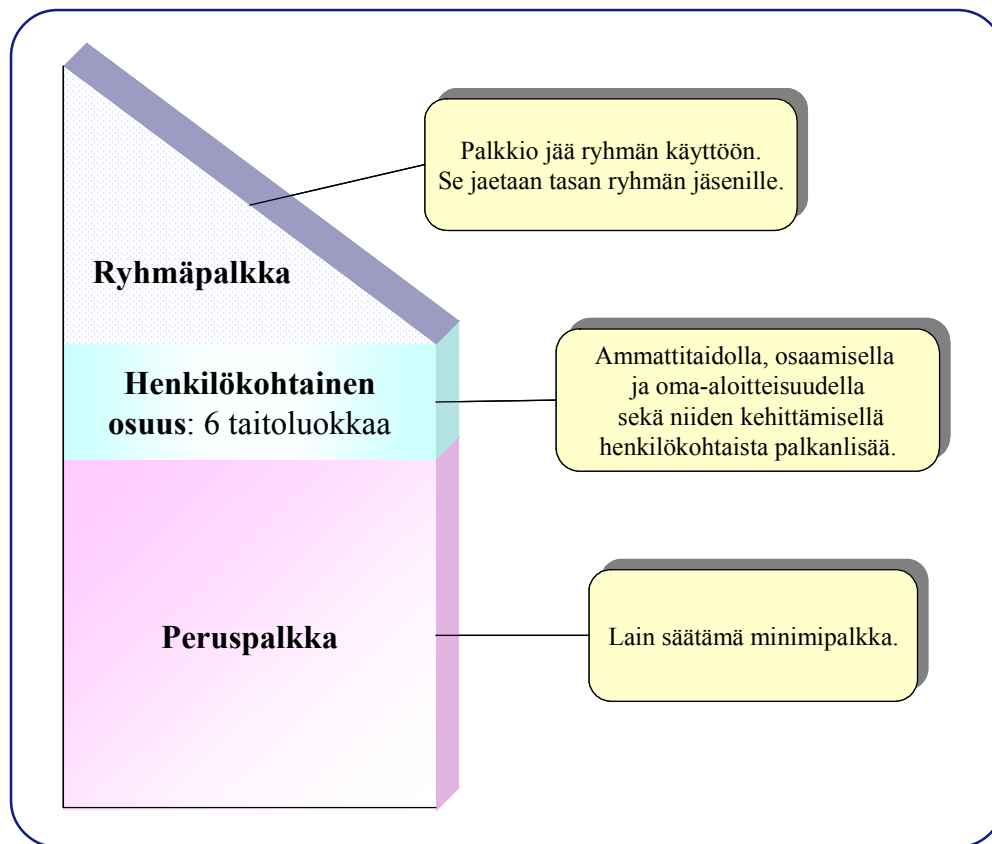 Palkkio jää ryhmän käyttöön.
Se jaetaan tasan ryhmän jäsenille.
Ryhmäpalkka
Henkilökohtainen
osuus: 6 taitoluokkaa
Ammattitaidolla, osaamisella
ja oma-aloitteisuudella
sekä niiden kehittämisellä
henkilökohtaista palkanlisää.
Peruspalkka
Lain säätämä minimipalkka.